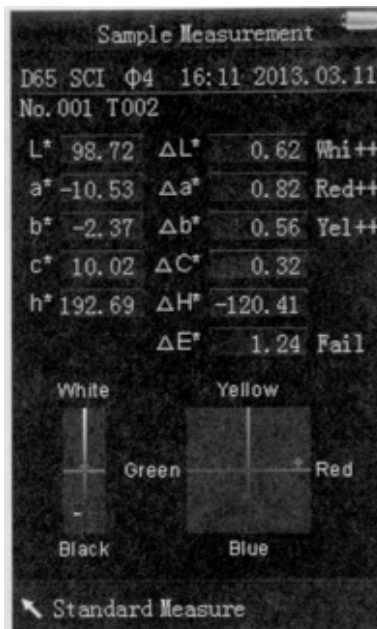 Sample Measurement
D65 SCI Φ4 16:11 2013.03.11
No.001 T002
L* 98.72 ΔL* 0.62 Whi++
a* -10.53 Δa* 0.82 Red++
b* -2.37 Δb* 0.56 Yel++
c* 10.02 ΔC* 0.32
h* 192.69 ΔH* -120.41
ΔE* 1.24 Fail
White Yellow
Green Red
Black Blue
Standard Measure